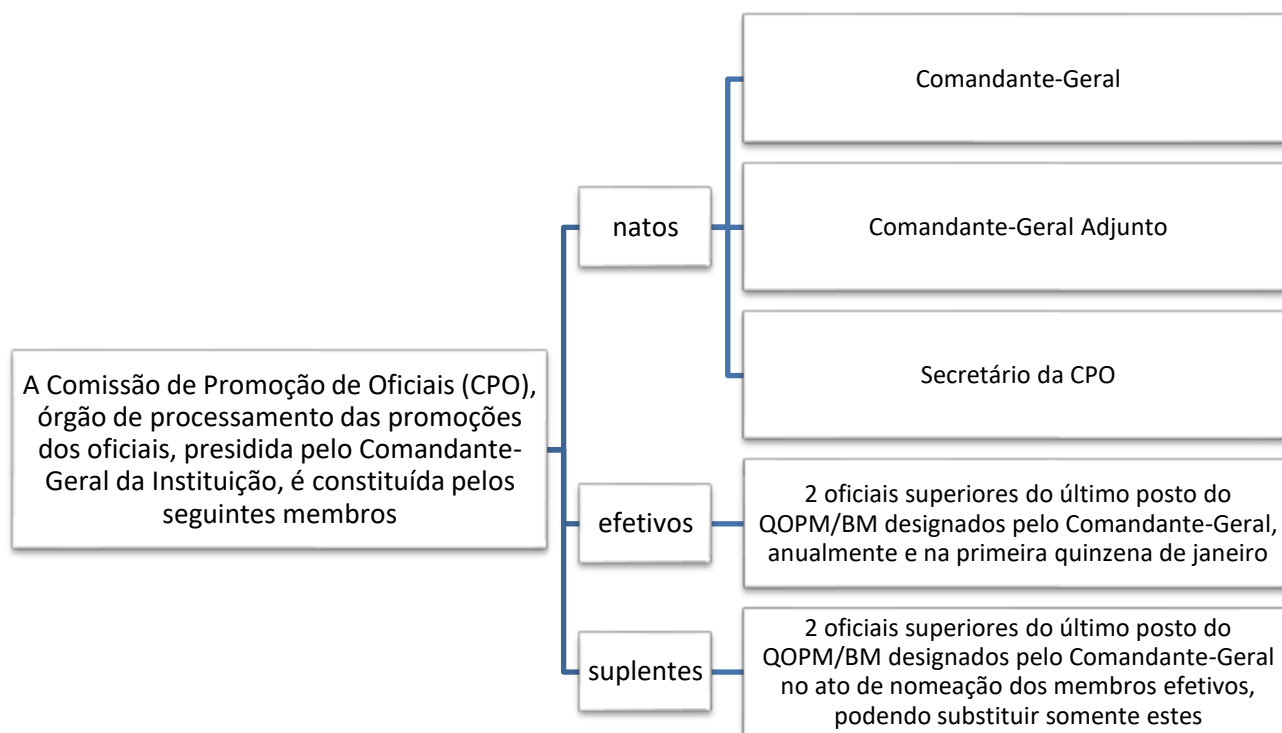 A Comissão de Promoção de Oficiais (CPO),
órgão de processamento das promoções
dos oficiais, presidida pelo Comandante-
Geral da Instituição, é constituída pelos
seguintes membros
natos
Comandante-Geral
Comandante-Geral Adjunto
Secretário da CPO
efetivos
2 oficiais superiores do último posto do
QOPM/BM designados pelo Comandante-Geral,
anualmente e na primeira quinzena de janeiro
suplentes
2 oficiais superiores do último posto do
QOPM/BM designados pelo Comandante-Geral
no ato de nomeação dos membros efetivos,
podendo substituir somente estes